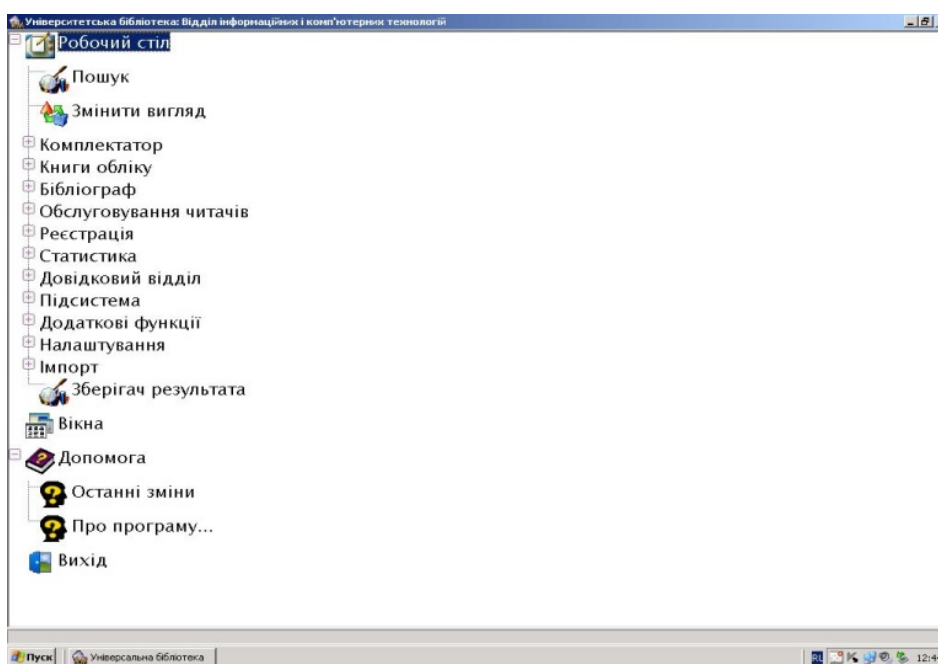 Університетська бібліотека: Відділ інформаційних і комп'ютерних технологій
Робочий стіл
Пошук
Змінити вигляд
Комплектатор
Книги обліку
Бібліограф
Обслуговування читачів
Реєстрація
Статистика
Довідковий відділ
Підсистема
Додаткові функції
Налаштування
Імпорт
Зберігач результата
Вікна
Допомога
Останні зміни
Про програму...
Вихід
Пуск Універсальна бібліотека RL